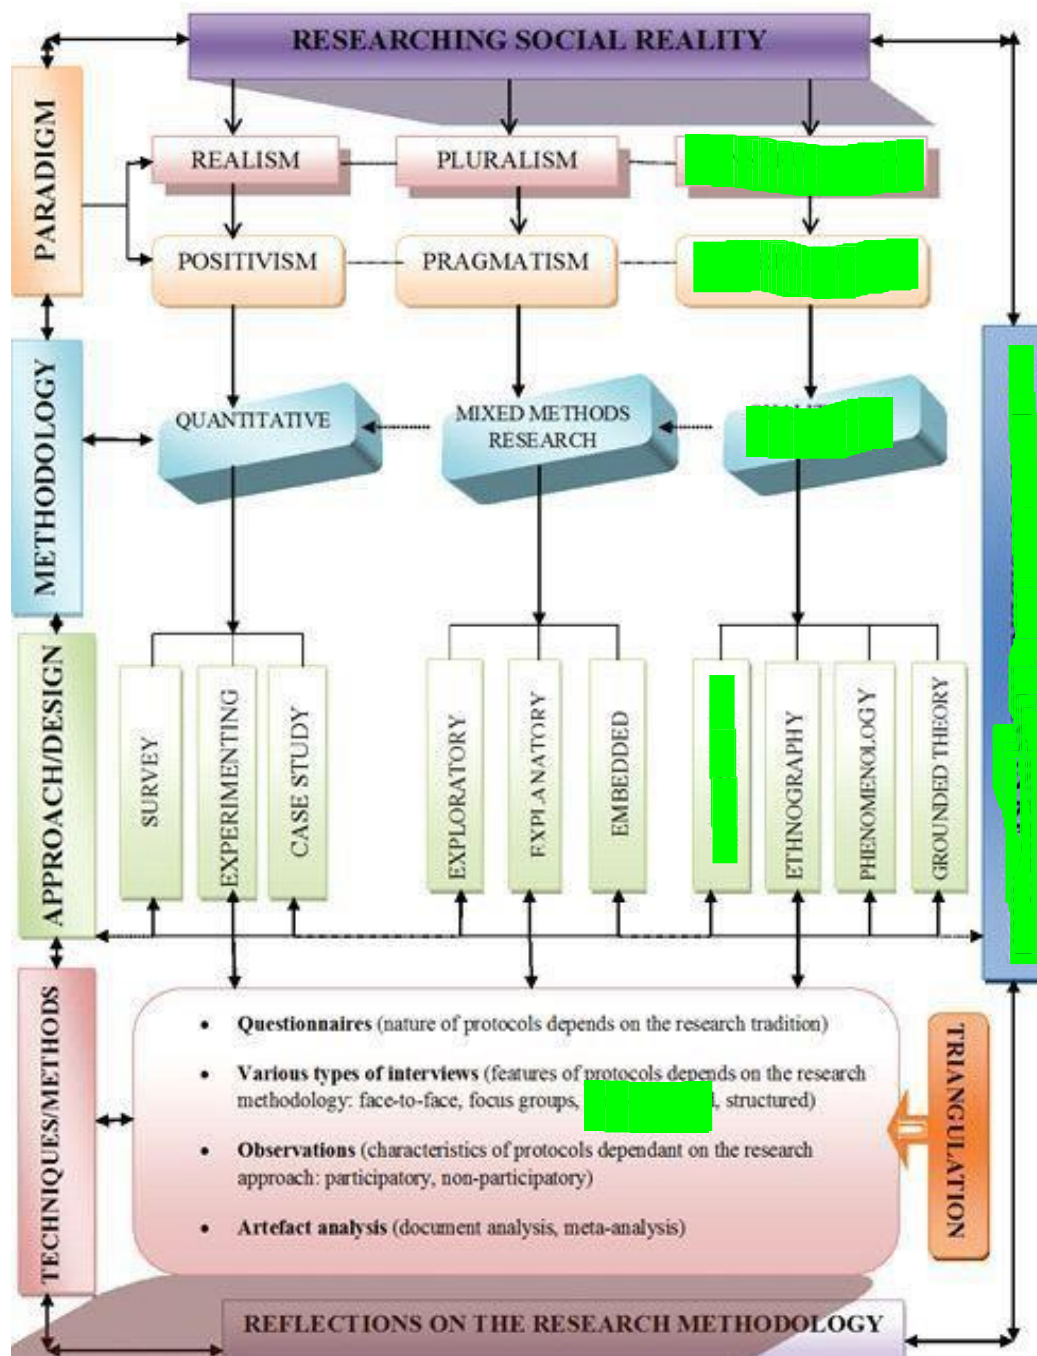 RESEARCHING SOCIAL REALITY
PARADIGM
REALISM
PLURALISM
POSITIVISM
PRAGMATISM
METHODOLOGY
QUANTITATIVE
MIXED METHODS
RESEARCH
APPROACH/DESIGN
SURVEY
EXPERIMENTING
CASE STUDY
EXPLORATORY
EXPLANATORY
EMBEDDED
ETHNOGRAPHY
PHENOMENOLOGY
GROUNDED THEORY
TECHNIQUES/METHODS
• Questionnaires (nature of protocols depends on the research tradition)
• Various types of interviews (features of protocols depends on the research
methodology: face-to-face, focus groups, , structured)
• Observations (characteristics of protocols dependant on the research
approach: participatory, non-participatory)
• Artefact analysis (document analysis, meta-analysis)
TRIANGULATION
REFLECTIONS ON THE RESEARCH METHODOLOGY